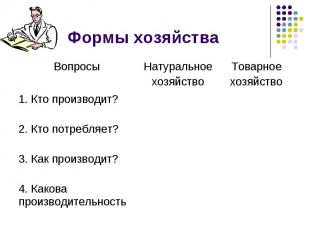 Формы хозяйства
Вопросы Натуральное Товарное
хозяйство хозяйство
1. Кто производит?
2. Кто потребляет?
3. Как производит?
4. Какова
производительность